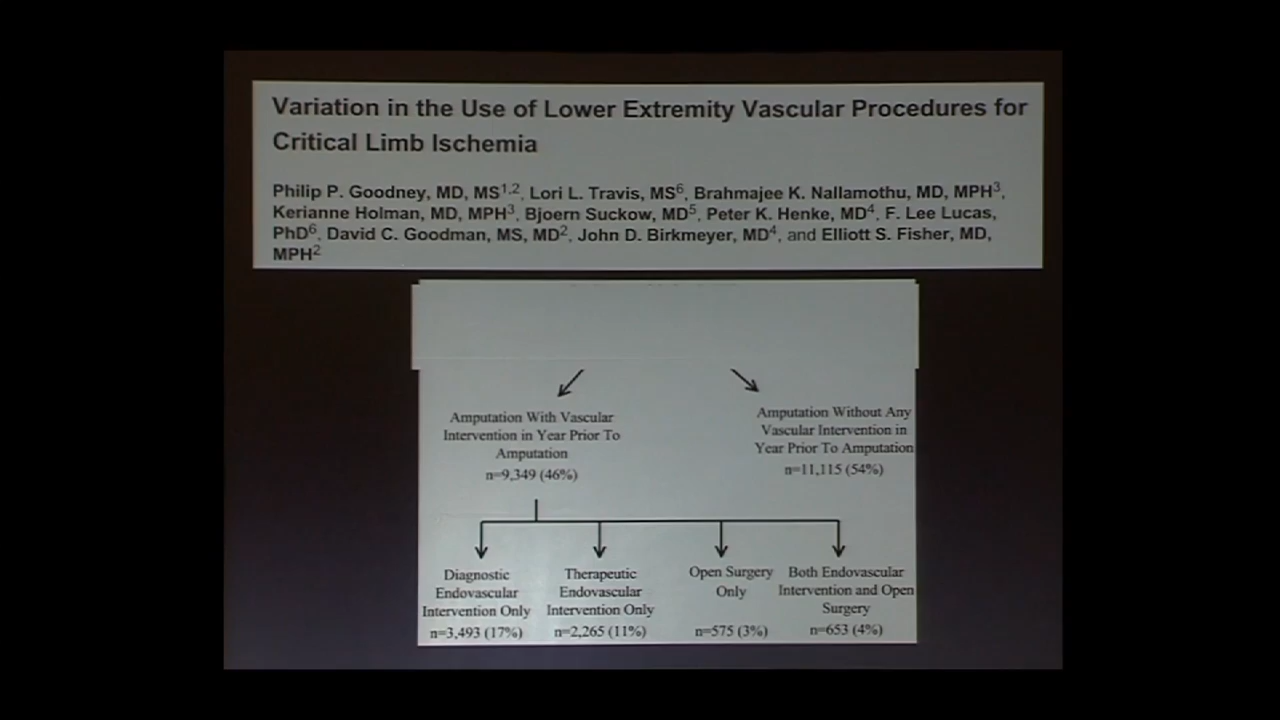 Variation in the Use of Lower Extremity Vascular Procedures for
Critical Limb Ischemia
Philip P. Goodney, MD, MS1,2, Lori L. Travis, MS6, Brahmajee K. Nallamothu, MD, MPH3,
Kerianne Holman, MD, MPH3, Bjoern Suckow, MD5, Peter K. Henke, MD4, F. Lee Lucas,
PhD6, David C. Goodman, MS, MD2, John D. Birkmeyer, MD4, and Elliott S. Fisher, MD,
MPH2
Amputation With Vascular
Intervention in Year Prior To
Amputation
n=9,349 (46%)
Amputation Without Any
Vascular Intervention in
Year Prior To Amputation
n=11,115 (54%)
Diagnostic
Endovascular
Intervention Only
n=3,493 (17%)
Therapeutic
Endovascular
Intervention Only
n=2,265 (11%)
Open Surgery
Only
n=575 (3%)
Both Endovascular
Intervention and Open
Surgery
n=653 (4%)